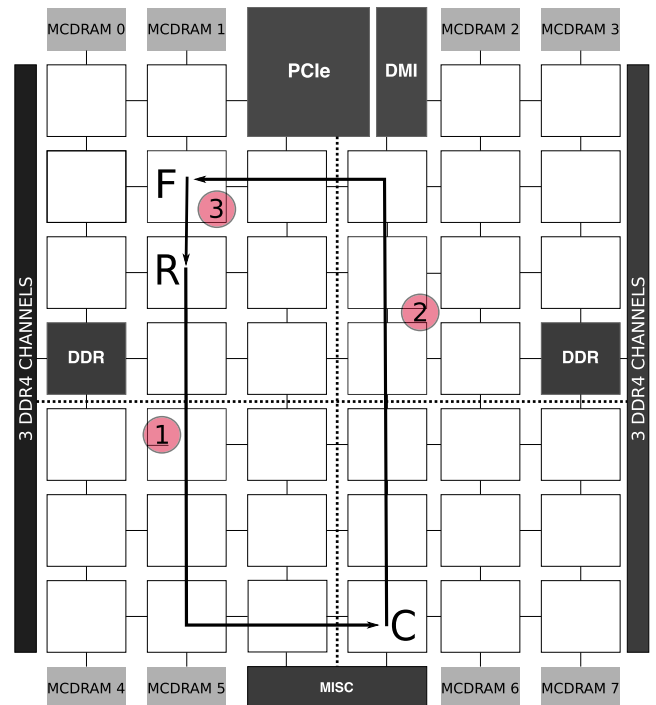 MCDRAM 0
MCDRAM 1
PCIe
DMI
MCDRAM 2
MCDRAM 3
F
3
R
3 DDR4 CHANNELS
2
3 DDR4 CHANNELS
DDR
DDR
1
C
MCDRAM 4
MCDRAM 5
MISC
MCDRAM 6
MCDRAM 7